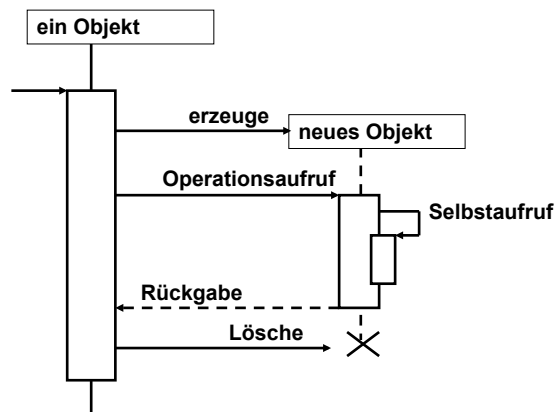 ein Objekt
erzeuge
neues Objekt
Operationsaufruf
Selbstaufruf
Rückgabe
Lösche